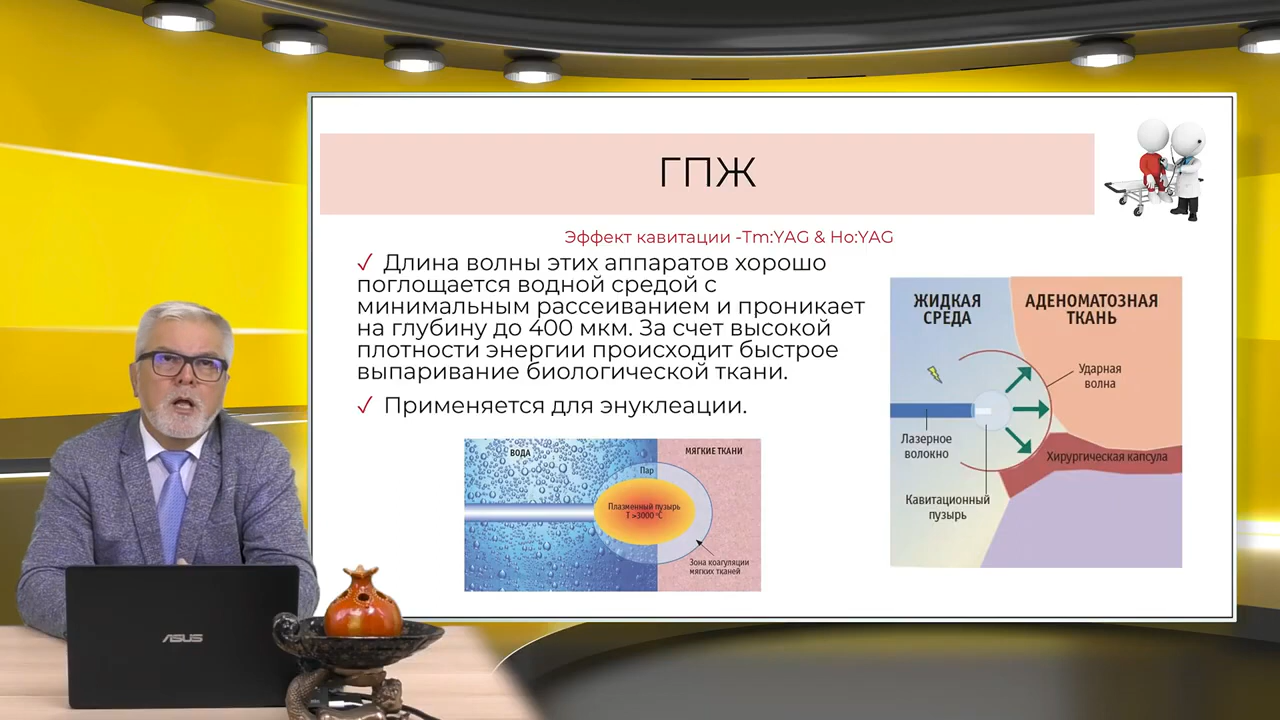 ГПЖ
Эффект кавитации -Tm:YAG & Ho:YAG
✓ Длина волны этих аппаратов хорошо
поглощается водной средой с
минимальным рассеиванием и проникает
на глубину до 400 мкм. За счет высокой
плотности энергии происходит быстрое
выпаривание биологической ткани.
✓ Применяется для энуклеации.
ВОДА
МЯГКИЕ ТКАНИ
Пар
Плазменный пузырь
T >3000 °C
Зона коагуляции
мягких тканей
ЖИДКАЯ
СРЕДА
АДЕНОМАТОЗНАЯ
ТКАНЬ
Ударная
волна
Лазерное
волокно
Хирургическая капсула
Кавитационный
пузырь
ASUS